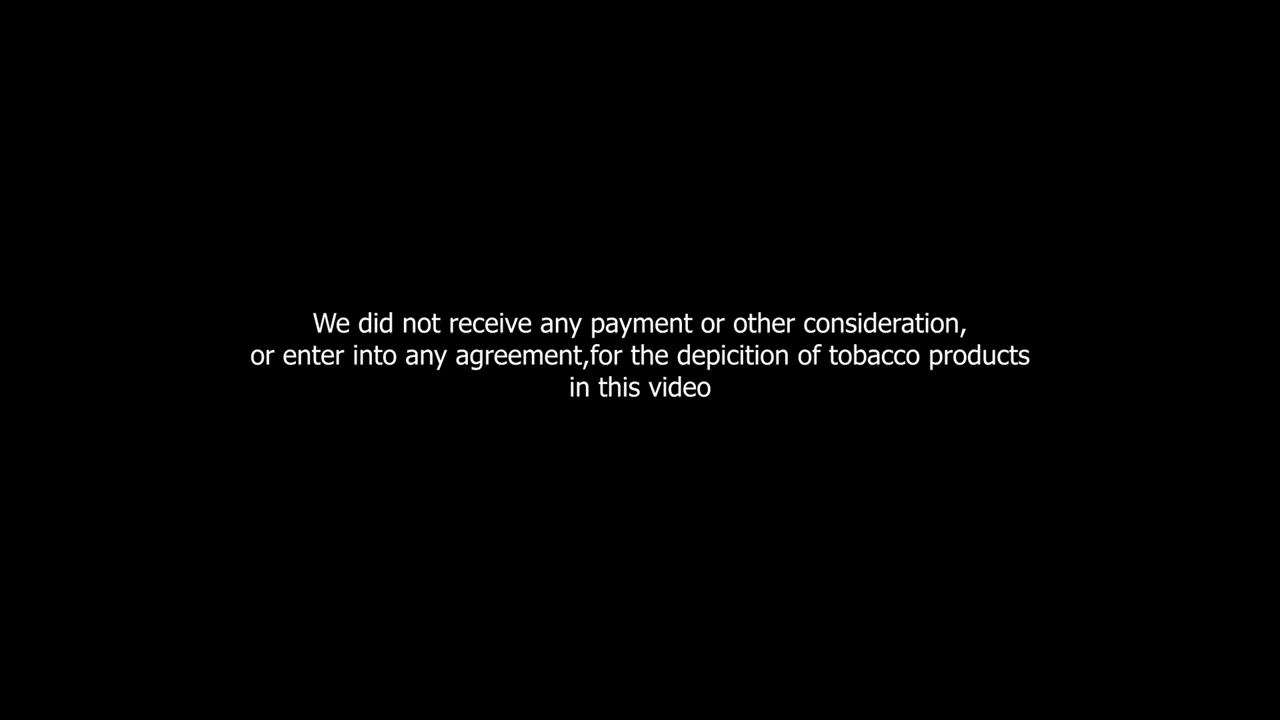 We did not receive any payment or other consideration,
or enter into any agreement,for the depicition of tobacco products
in this video